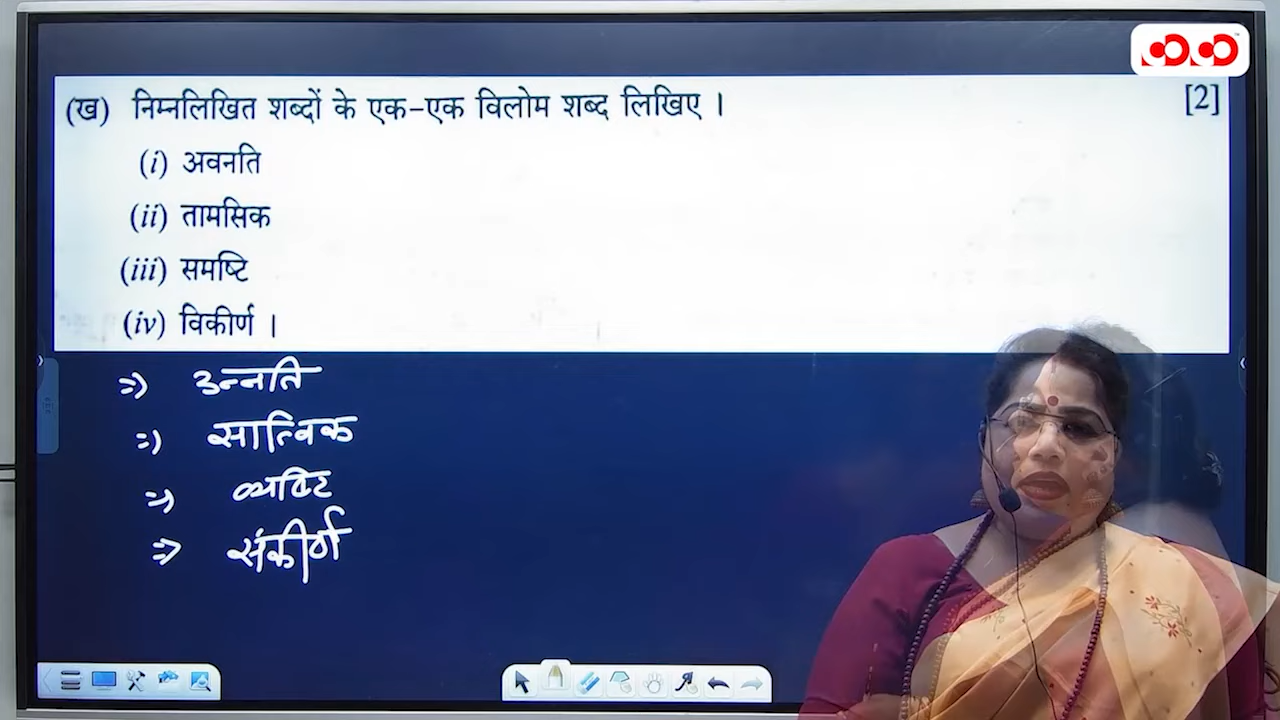 (ख) निम्नलिखित शब्दों के एक-एक विलोम शब्द लिखिए । [2]
(i) अवनति
(ii) तामसिक
(iii) समष्टि
(iv) विकीर्ण ।
=> उन्नति
=> सात्विक
=> व्यष्टि
=> संकीर्ण